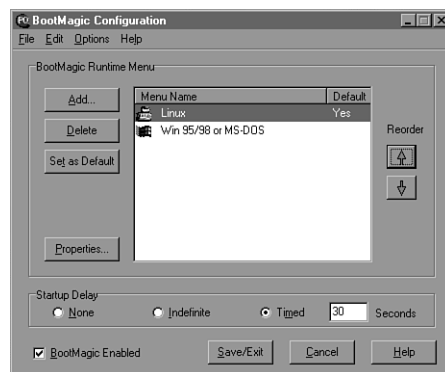 BootMagic Configuration
File Edit Options Help
BootMagic Runtime Menu
Add...
Menu Name Default
Linux Yes
Delete
Win 95/98 or MS-DOS
Reorder
Set as Default
Properties...
Startup Delay
None Indefinite Timed 30 Seconds
BootMagic Enabled Save/Exit Cancel Help